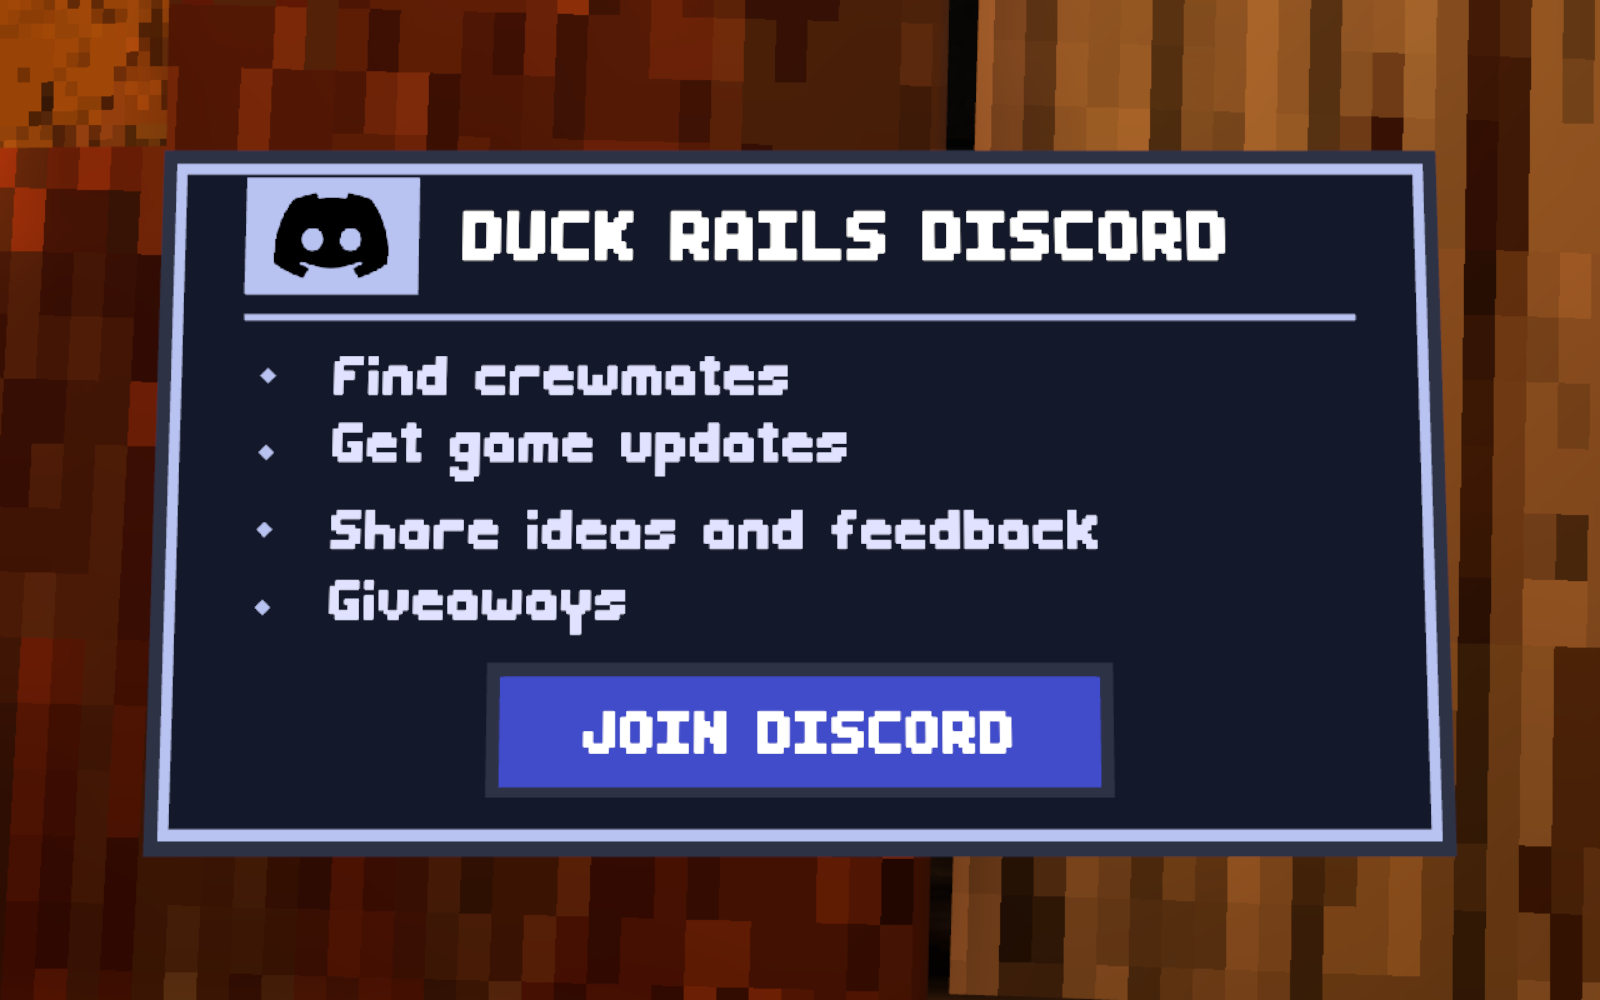 DUCK RAILS DISCORD
Find crewmates
Get game updates
Share ideas and feedback
Giveaways
JOIN DISCORD